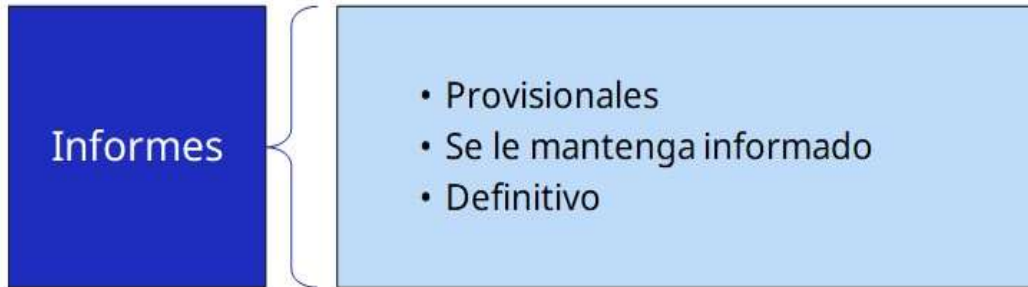 Informes
• Provisionales
• Se le mantenga informado
• Definitivo